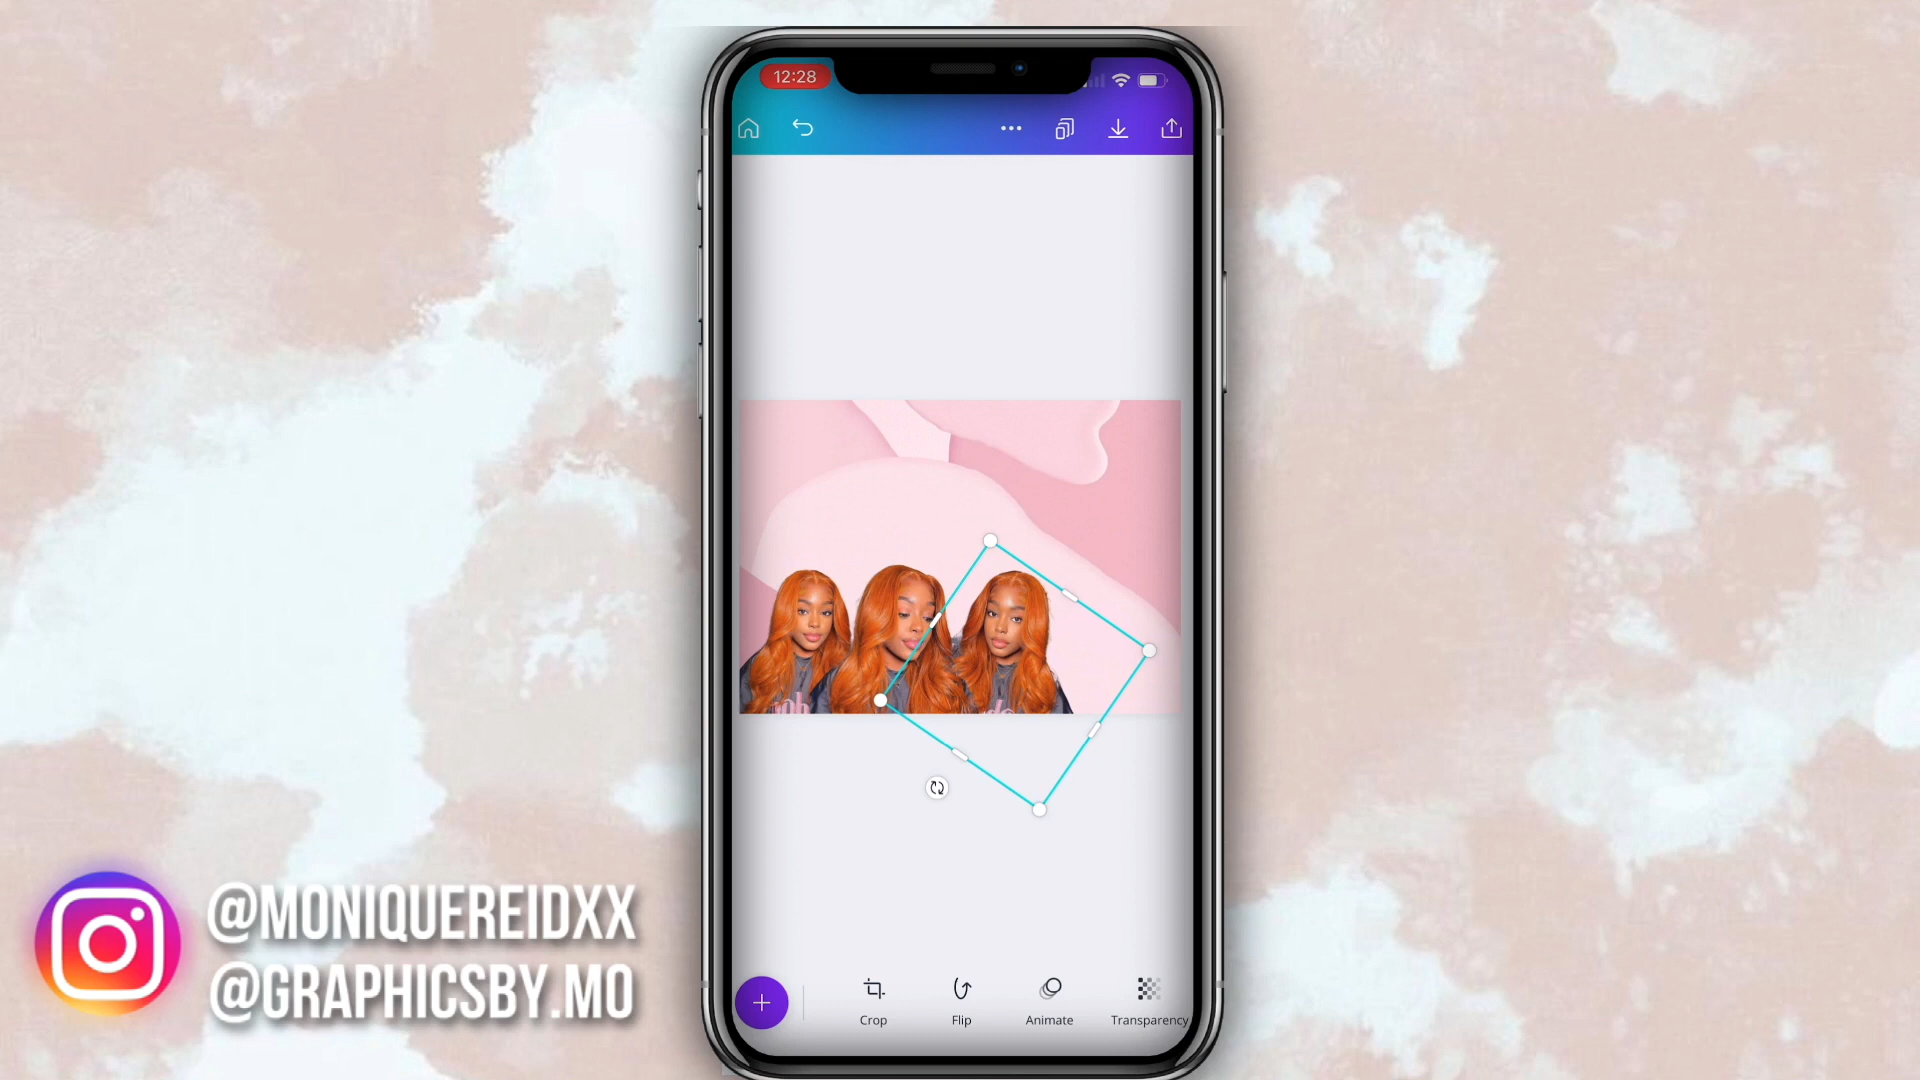 12:28
Crop
Flip
Animate
Transparency
@MONIQUEREIDXX
@GRAPHICSBY.MO